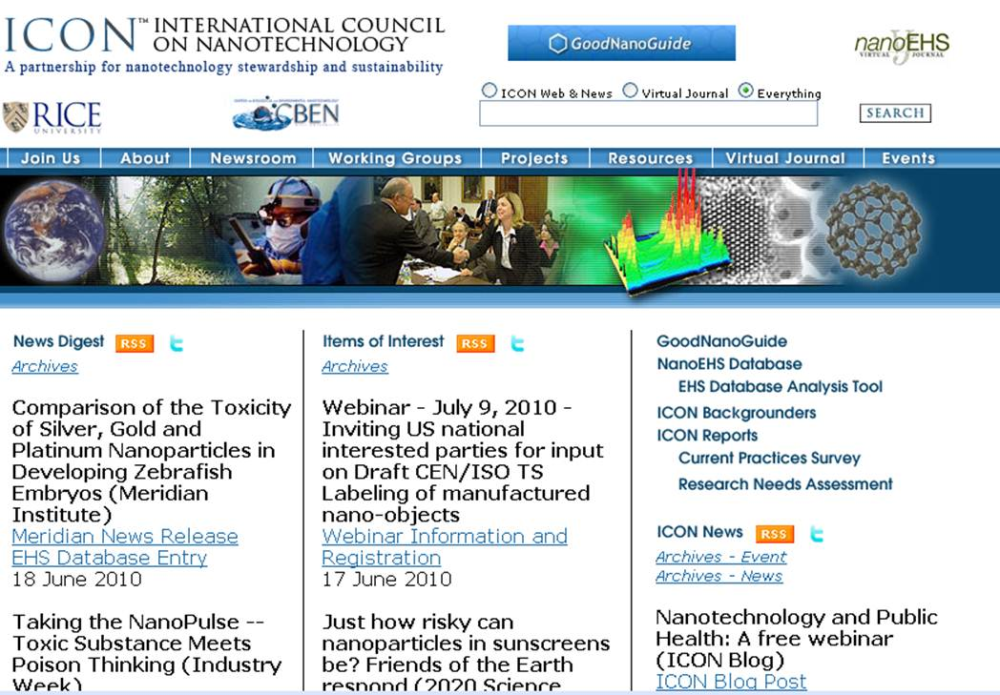 ICON™ INTERNATIONAL COUNCIL
ON NANOTECHNOLOGY
A partnership for nanotechnology stewardship and sustainability
GoodNanoGuide
nanoEHS
VIRTUAL JOURNAL
RICE
UNIVERSITY
CBEN
ICON Web & News Virtual Journal Everything
SEARCH
Join Us About Newsroom Working Groups Projects Resources Virtual Journal Events
News Digest RSS
Archives
Comparison of the Toxicity
of Silver, Gold and
Platinum Nanoparticles in
Developing Zebrafish
Embryos (Meridian
Institute)
Meridian News Release
EHS Database Entry
18 June 2010
Taking the NanoPulse --
Toxic Substance Meets
Poison Thinking (Industry
Week)
Items of Interest RSS
Archives
Webinar - July 9, 2010 -
Inviting US national
interested parties for input
on Draft CEN/ISO TS
Labeling of manufactured
nano-objects
Webinar Information and
Registration
17 June 2010
Just how risky can
nanoparticles in sunscreens
be? Friends of the Earth
respond (2020 Science
GoodNanoGuide
NanoEHS Database
EHS Database Analysis Tool
ICON Backgrounders
ICON Reports
Current Practices Survey
Research Needs Assessment
ICON News RSS
Archives - Event
Archives - News
Nanotechnology and Public
Health: A free webinar
(ICON Blog)
ICON Blog Post